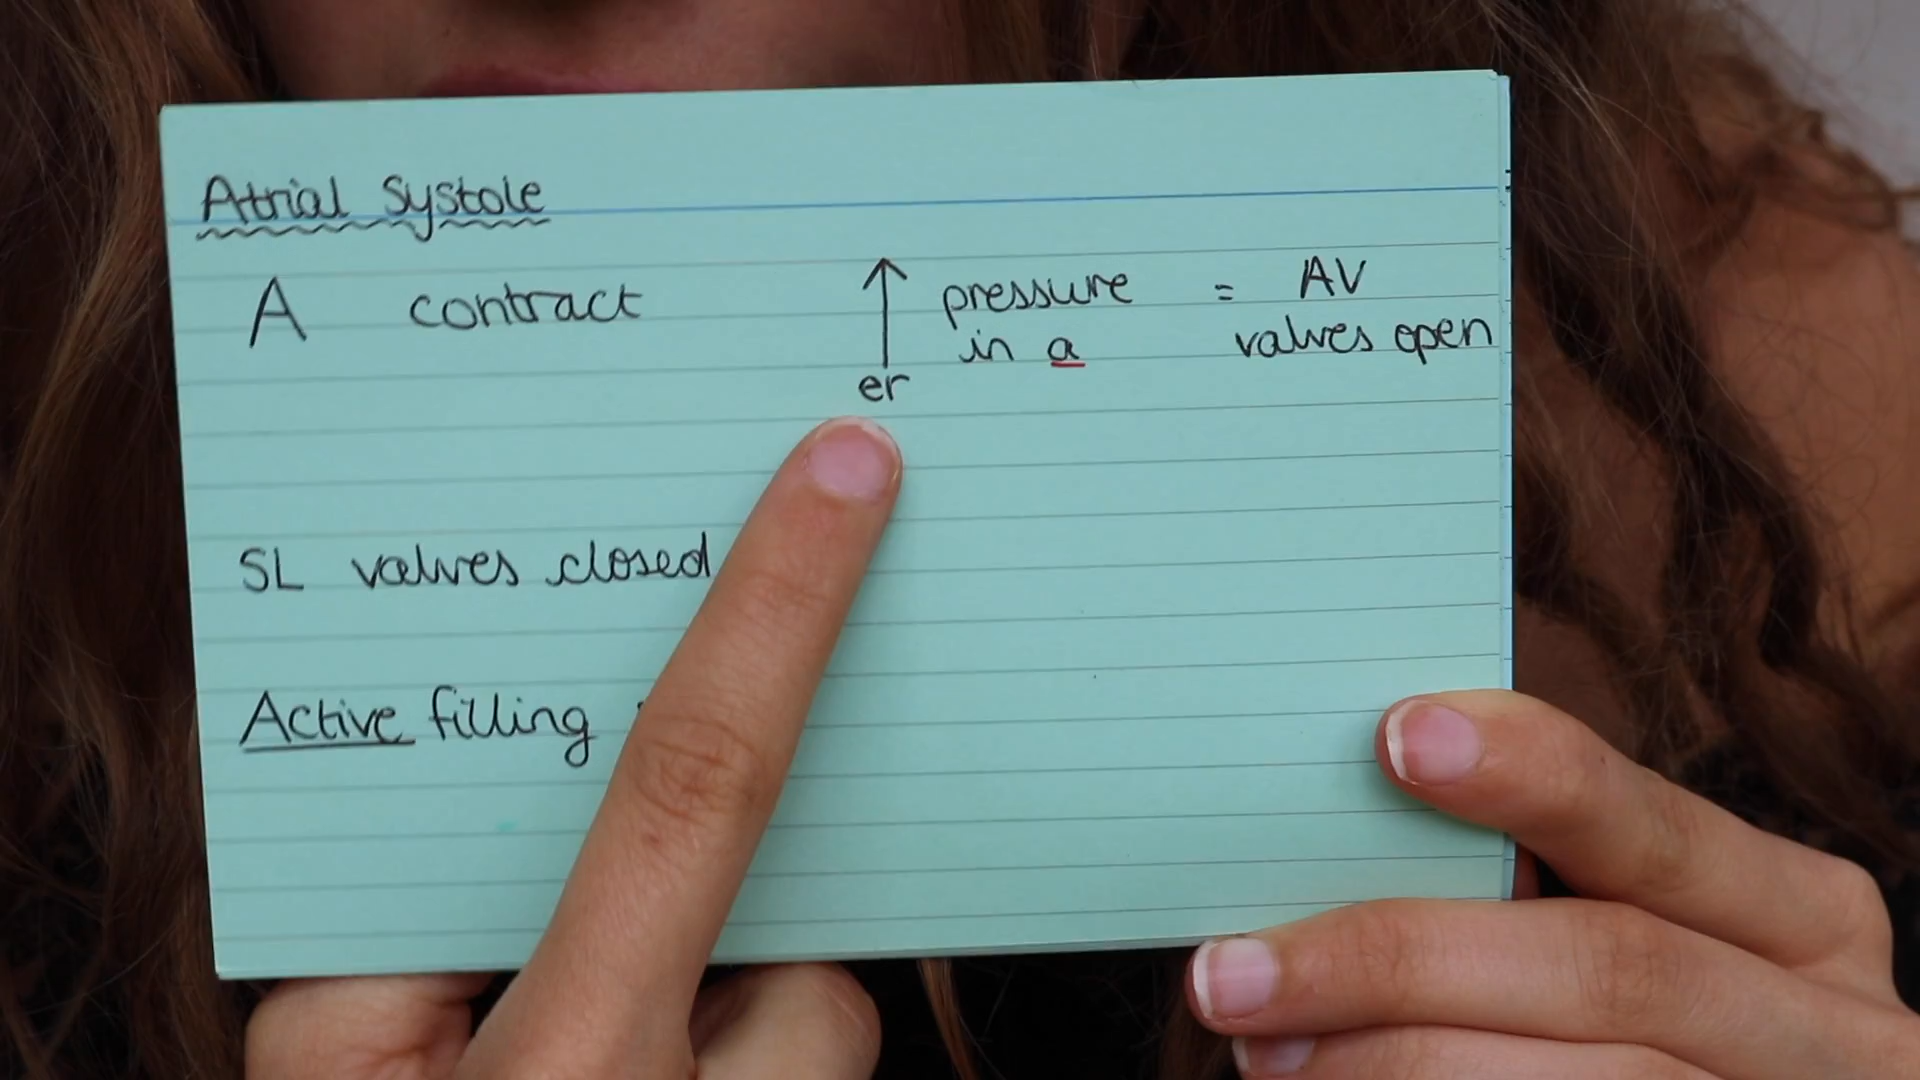 Atrial Systole
A contract ↑er pressure in a = AV valves open
SL valves closed
Active filling